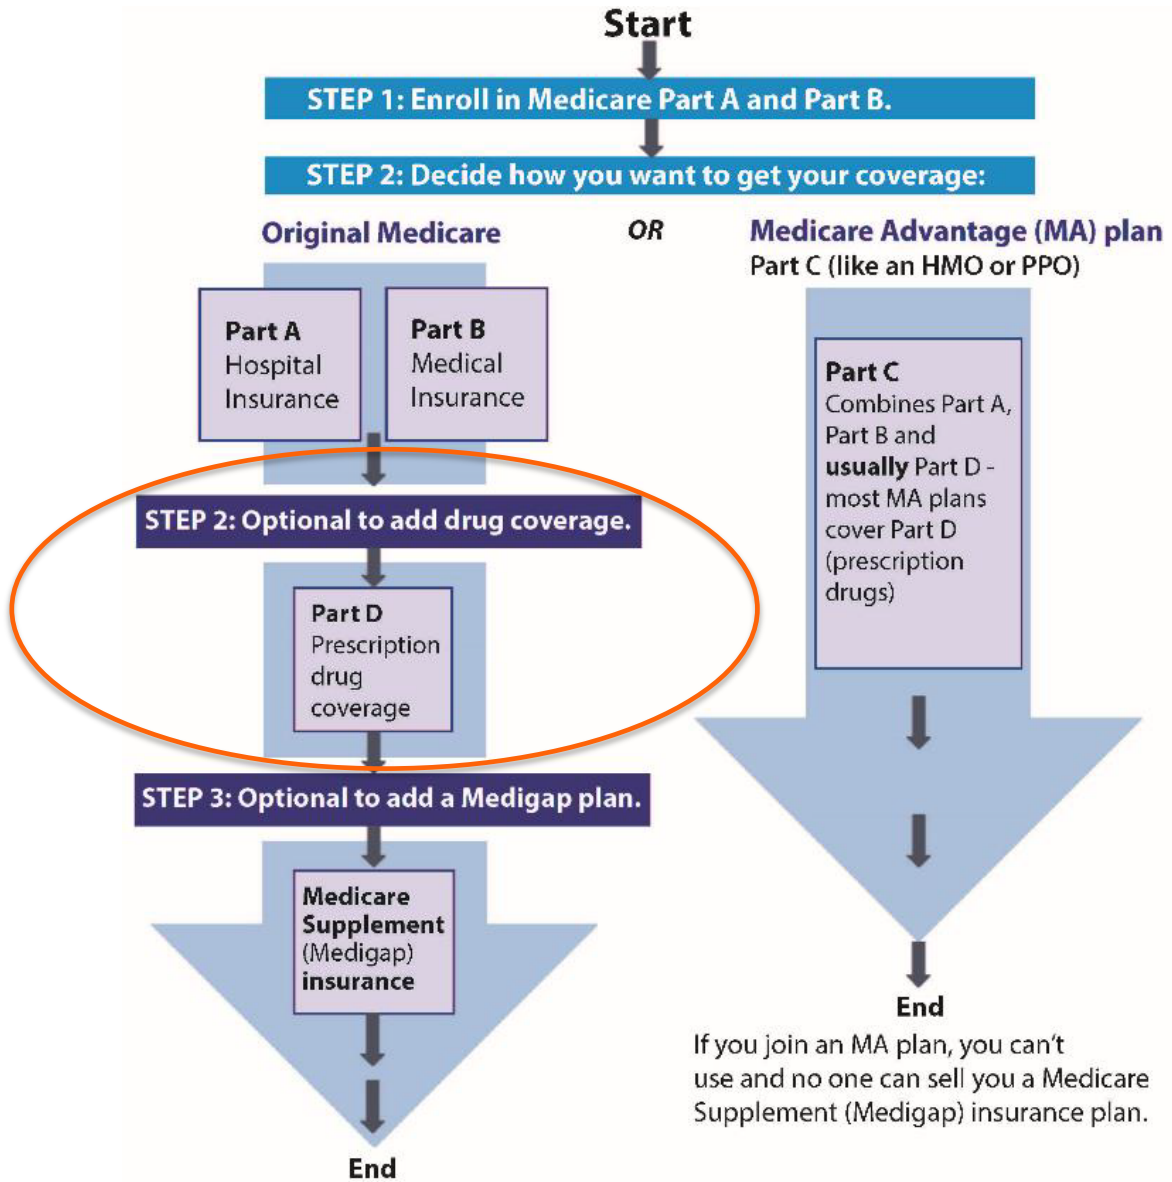 Start
STEP 1: Enroll in Medicare Part A and Part B.
STEP 2: Decide how you want to get your coverage:
Original Medicare
OR
Medicare Advantage (MA) plan
Part C (like an HMO or PPO)
Part A
Hospital
Insurance
Part B
Medical
Insurance
STEP 2: Optional to add drug coverage.
Part D
Prescription
drug
coverage
STEP 3: Optional to add a Medigap plan.
Medicare
Supplement
(Medigap)
insurance
End
Part C
Combines Part A,
Part B and
usually Part D -
most MA plans
cover Part D
(prescription
drugs)
End
If you join an MA plan, you can't
use and no one can sell you a Medicare
Supplement (Medigap) insurance plan.